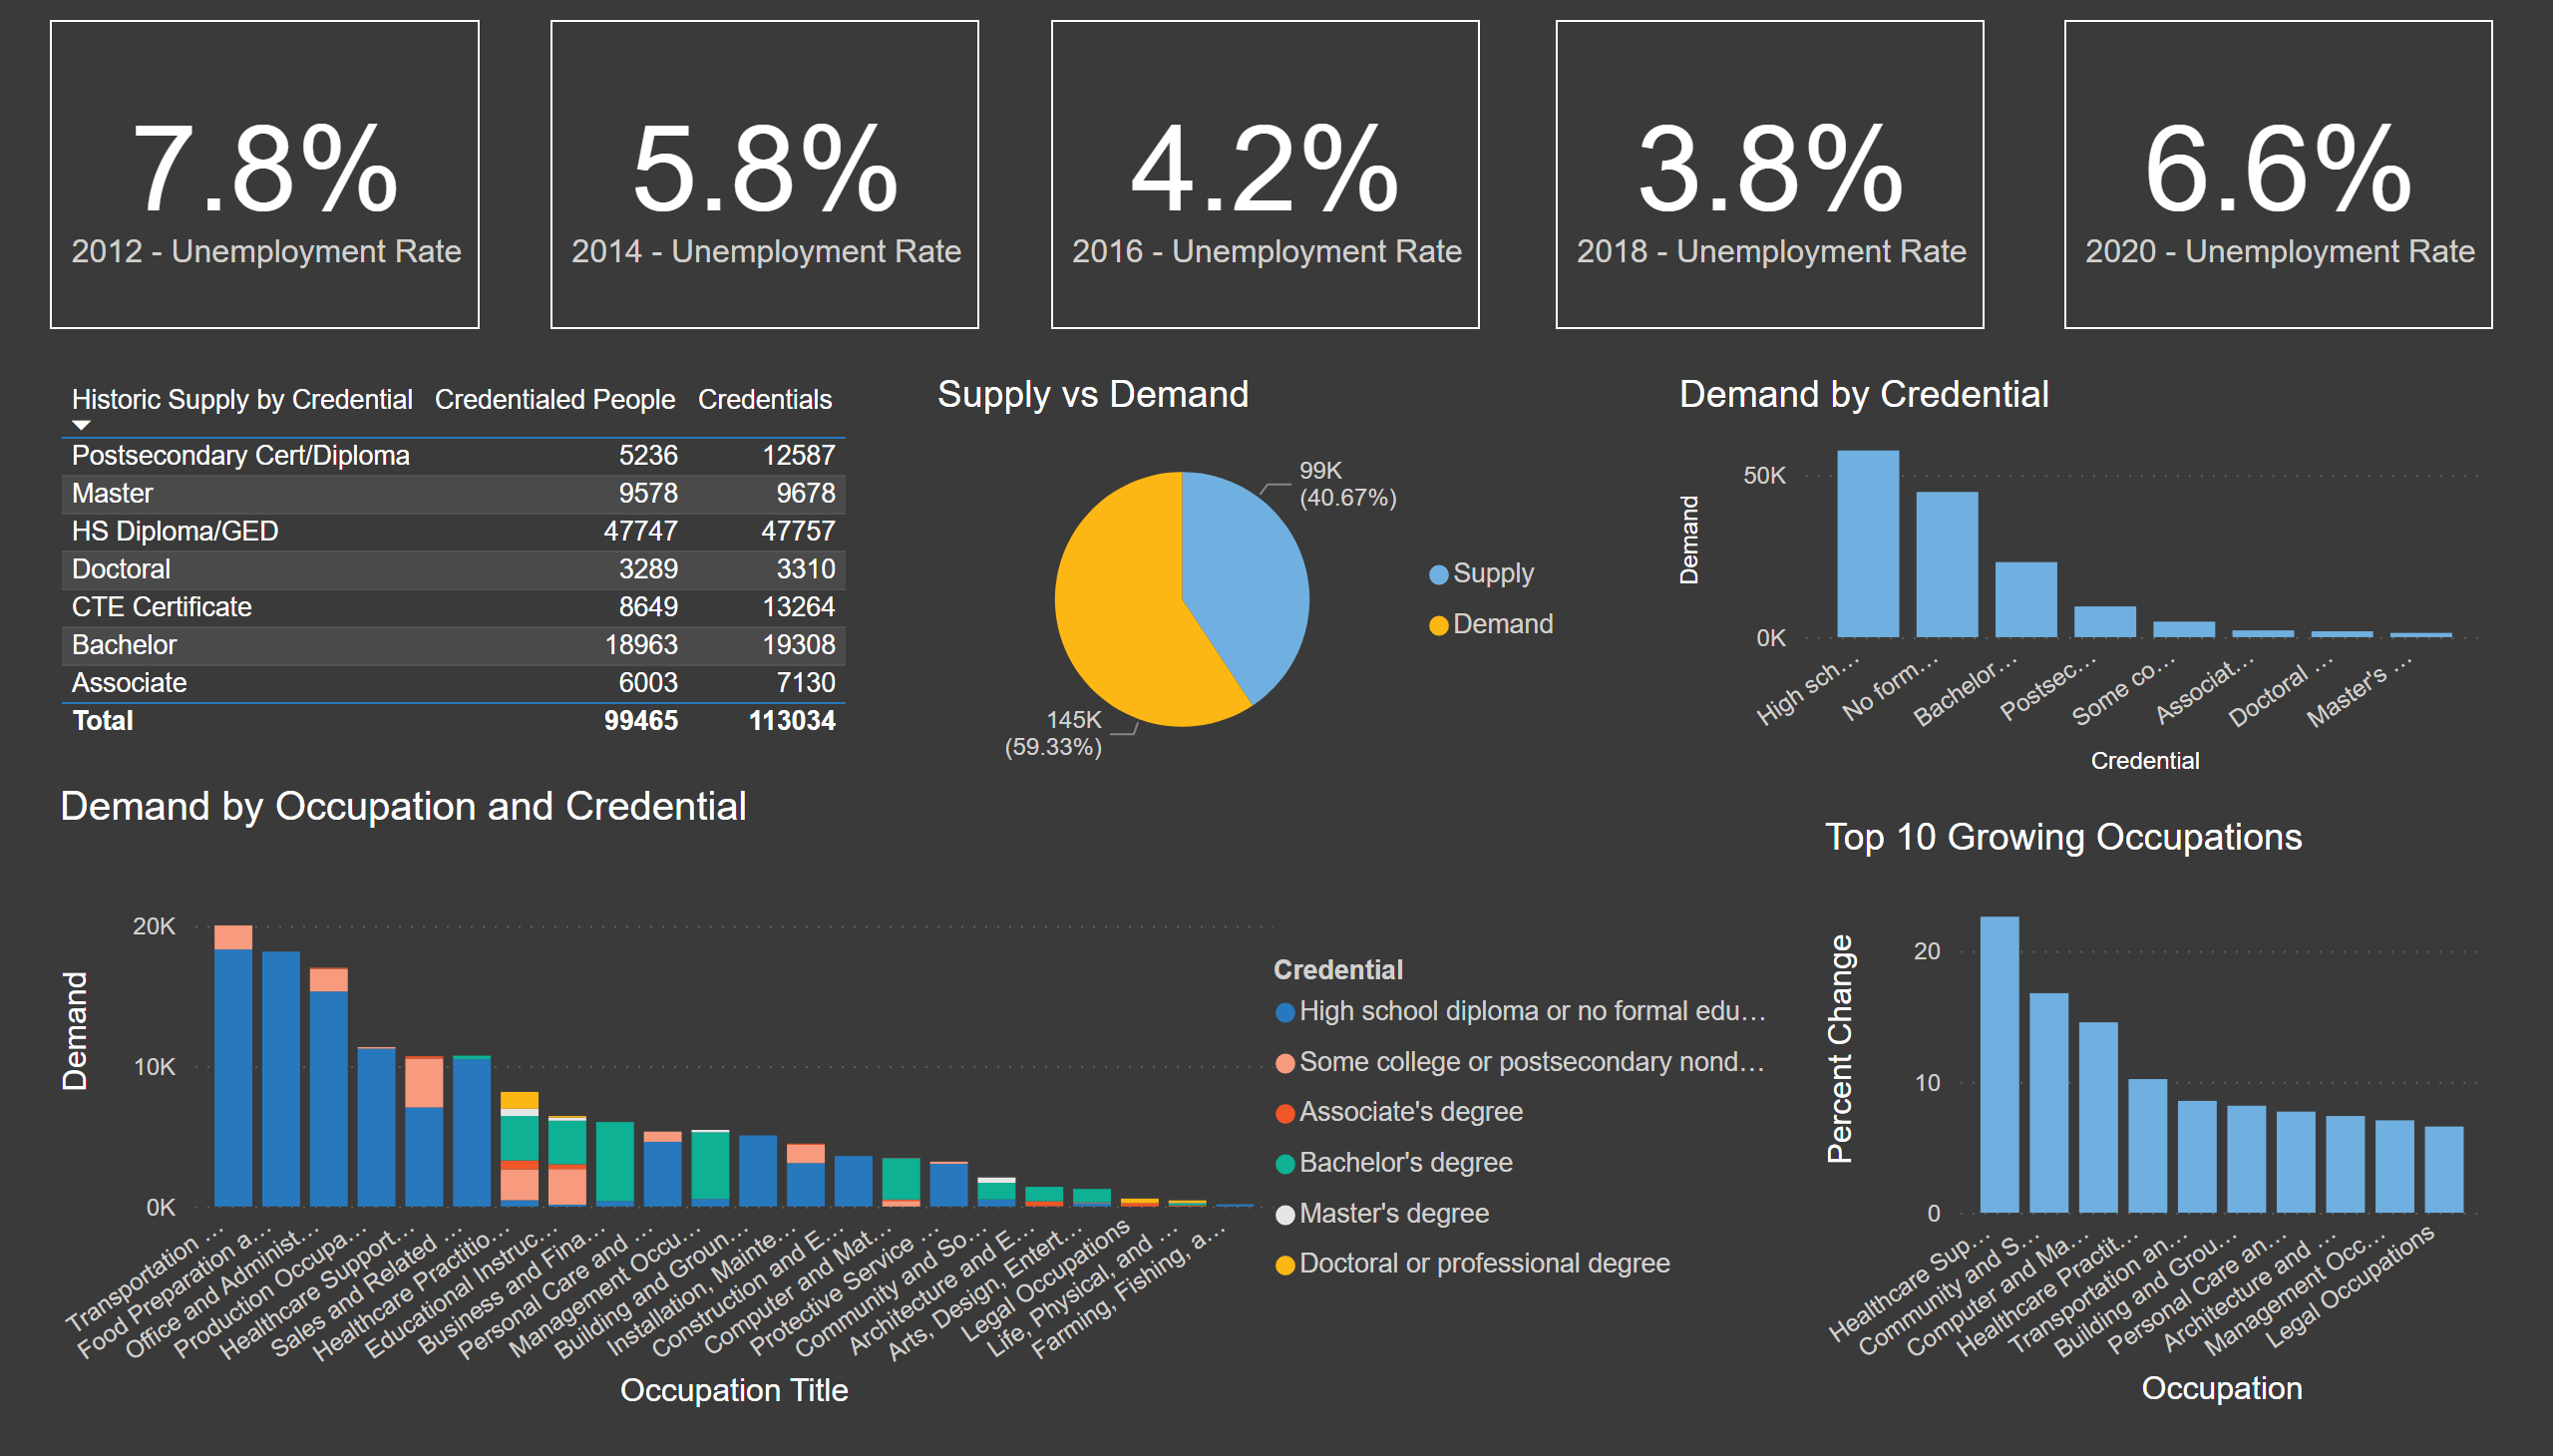 7.8%
2012 - Unemployment Rate
5.8%
2014 - Unemployment Rate
4.2%
2016 - Unemployment Rate
3.8%
2018 - Unemployment Rate
6.6%
2020 - Unemployment Rate
Historic Supply by Credential Credentialed People Credentials
Postsecondary Cert/Diploma 5236 12587
Master 9578 9678
HS Diploma/GED 47747 47757
Doctoral 3289 3310
CTE Certificate 8649 13264
Bachelor 18963 19308
Associate 6003 7130
Total 99465 113034
Supply vs Demand
99K
(40.67%)
145K
(59.33%)
Supply
Demand
Demand by Credential
Demand
50K
0K
High sch...
No form...
Bachelor...
Postsec...
Some co...
Associat...
Doctoral ...
Master's ...
Credential
Demand by Occupation and Credential
Demand
20K
10K
0K
Transportation ...
Food Preparation a...
Office and Administ...
Production Occupa...
Healthcare Support...
Sales and Related ...
Healthcare Practitio...
Educational Instruc...
Business and Fina...
Personal Care and ...
Management Occu...
Building and Groun...
Installation, Mainte...
Construction and E...
Computer and Mat...
Protective Service ...
Community and So...
Architecture and E...
Arts, Design, Entert...
Legal Occupations
Life, Physical, and ...
Farming, Fishing, a...
Occupation Title
Credential
High school diploma or no formal edu...
Some college or postsecondary nond...
Associate's degree
Bachelor's degree
Master's degree
Doctoral or professional degree
Top 10 Growing Occupations
Percent Change
20
10
0
Healthcare Sup...
Community and S...
Computer and Ma...
Healthcare Practit...
Transportation an...
Building and Grou...
Personal Care an...
Architecture and ...
Management Occ...
Legal Occupations
Occupation